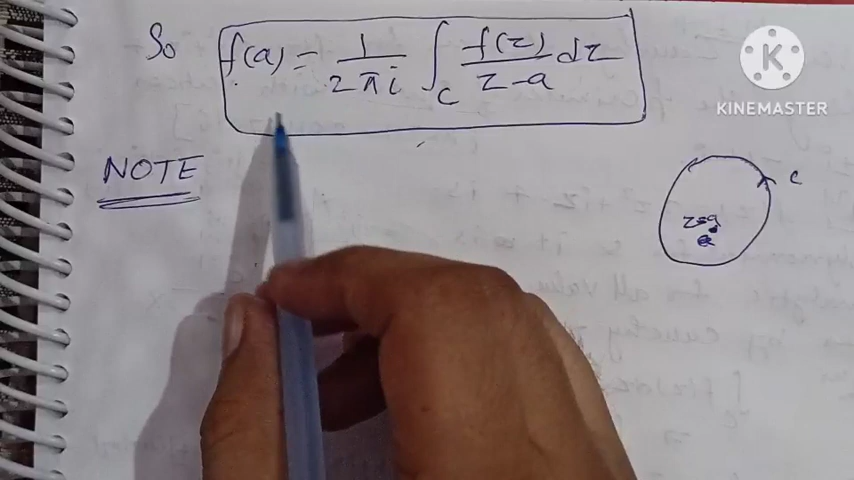 So f(a) = 1/2πi ∫_C f(z)/z-a dz
KINEMASTER
NOTE
C
z=a